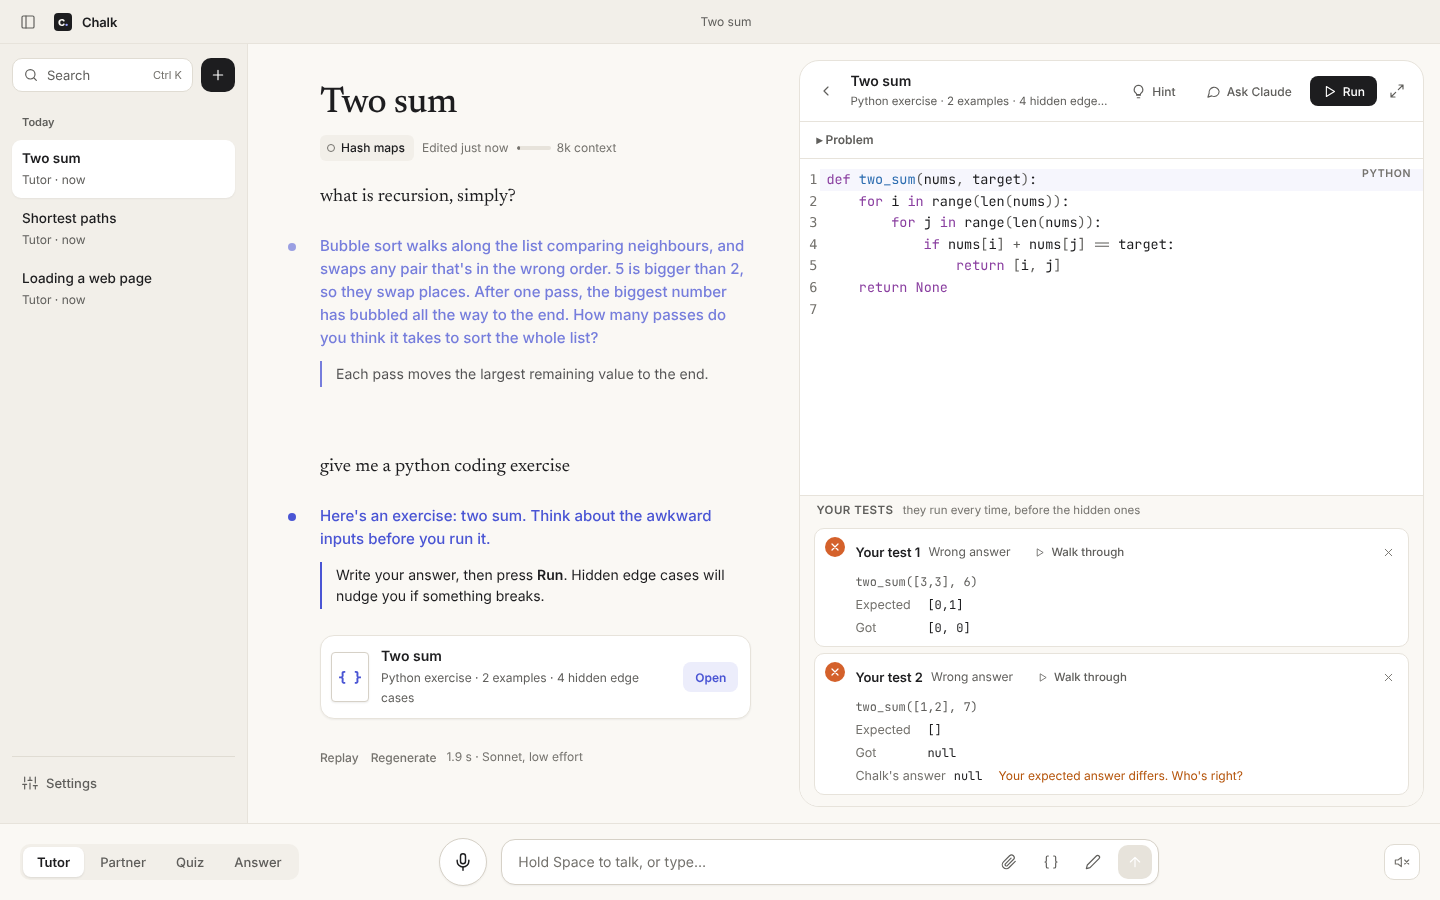 Chalk
Two sum
Search Ctrl K
Today
Two sum
Tutor · now
Shortest paths
Tutor · now
Loading a web page
Tutor · now
Settings
Two sum
Hash maps Edited just now 8k context
what is recursion, simply?
Bubble sort walks along the list comparing neighbours, and
swaps any pair that's in the wrong order. 5 is bigger than 2,
so they swap places. After one pass, the biggest number
has bubbled all the way to the end. How many passes do
you think it takes to sort the whole list?
Each pass moves the largest remaining value to the end.
give me a python coding exercise
Here's an exercise: two sum. Think about the awkward
inputs before you run it.
Write your answer, then press Run. Hidden edge cases will
nudge you if something breaks.
{ }
Two sum
Python exercise · 2 examples · 4 hidden edge
cases
Open
Replay Regenerate 1.9 s · Sonnet, low effort
Two sum
Python exercise · 2 examples · 4 hidden edge...
Hint Ask Claude Run
▸ Problem
PYTHON
1 def two_sum(nums, target):
2     for i in range(len(nums)):
3         for j in range(len(nums)):
4             if nums[i] + nums[j] == target:
5                 return [i, j]
6     return None
7
YOUR TESTS they run every time, before the hidden ones
Your test 1 Wrong answer Walk through
two_sum([3,3], 6)
Expected [0,1]
Got [0, 0]
Your test 2 Wrong answer Walk through
two_sum([1,2], 7)
Expected []
Got null
Chalk's answer null Your expected answer differs. Who's right?
Tutor Partner Quiz Answer
Hold Space to talk, or type...